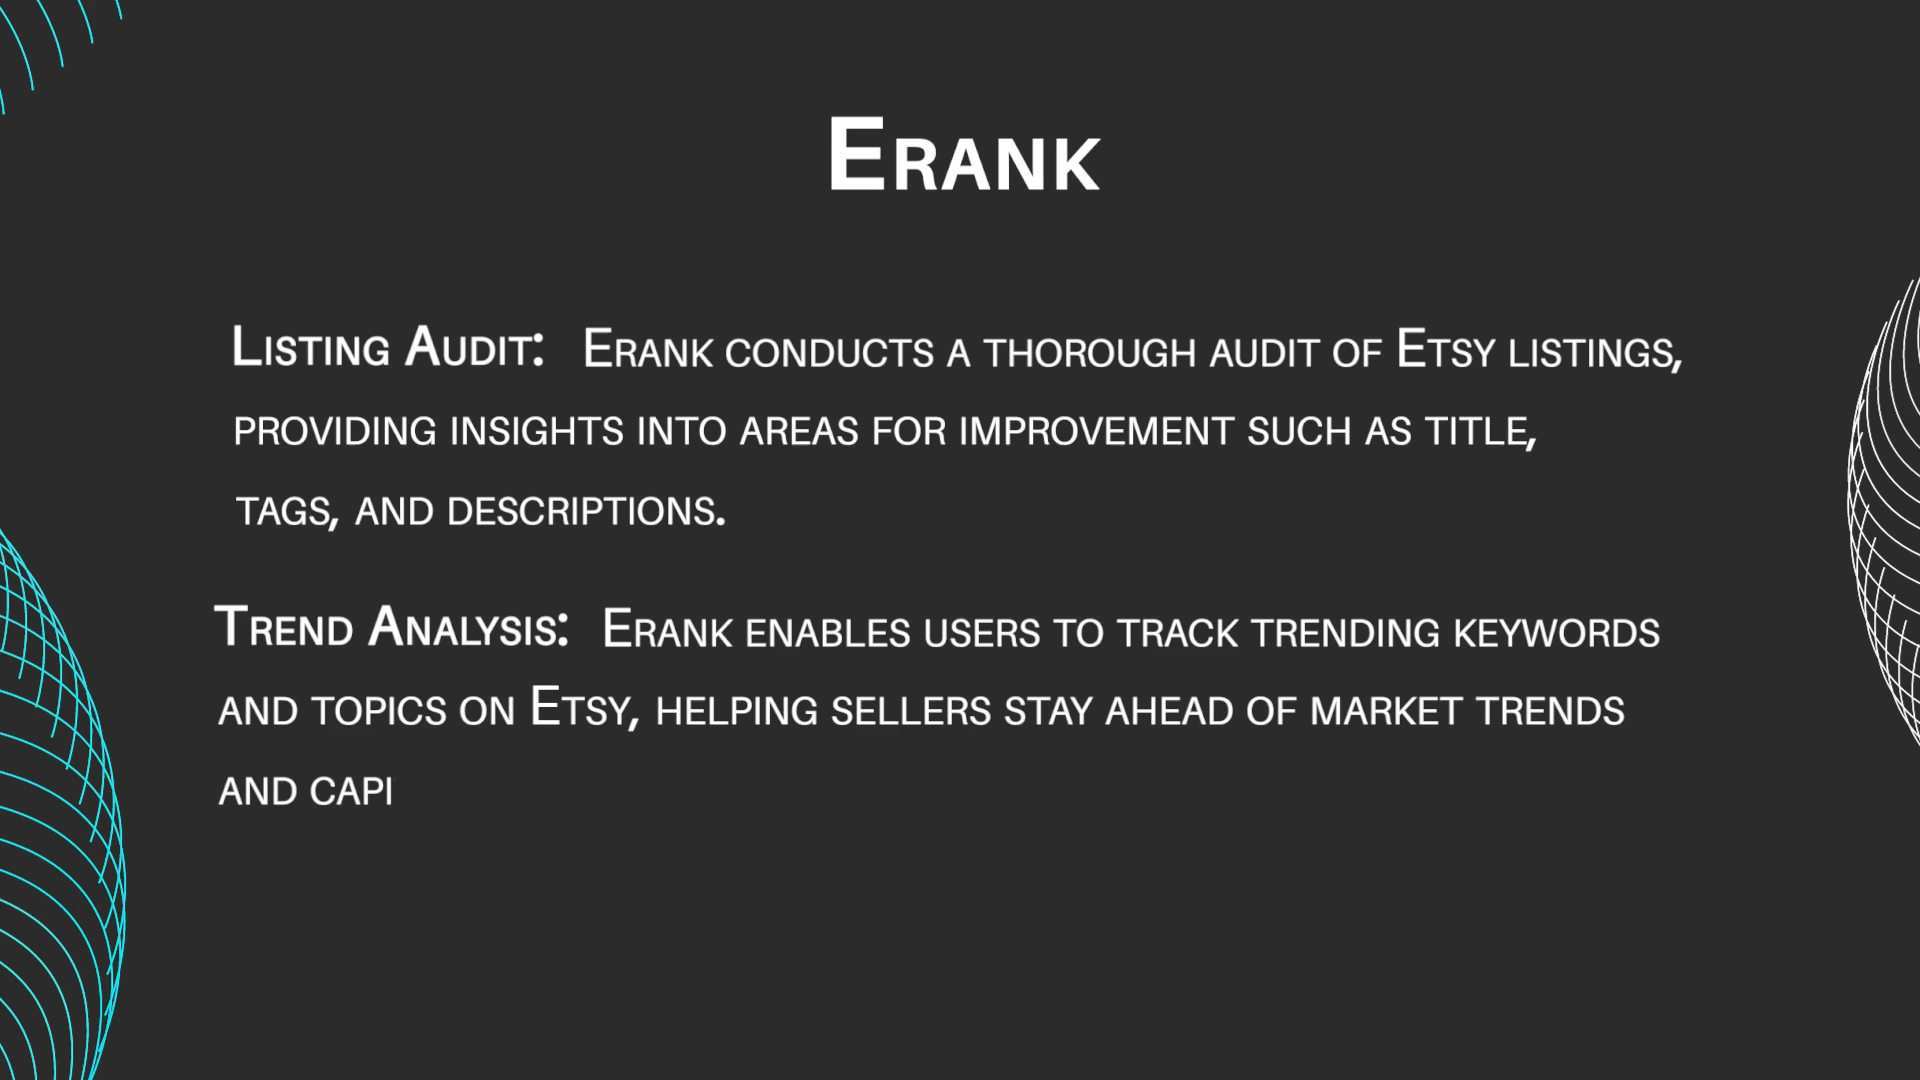 Erank
Listing Audit: Erank conducts a thorough audit of Etsy listings,
providing insights into areas for improvement such as title,
tags, and descriptions.
Trend Analysis: Erank enables users to track trending keywords
and topics on Etsy, helping sellers stay ahead of market trends
and capi